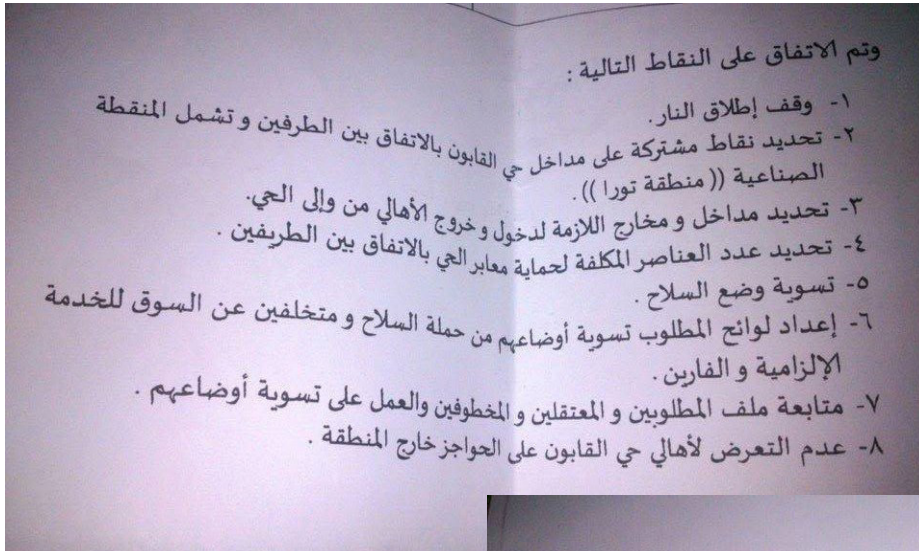 وتم الاتفاق على النقاط التالية :
١- وقف إطلاق النار.
٢- تحديد نقاط مشتركة على مداخل حي القابون بالاتفاق بين الطرفين و تشمل المنقطة
الصناعية (( منطقة تورا )) .
٣- تحديد مداخل و مخارج اللازمة لدخول و خروج الأهالي من وإلى الحي.
٤- تحديد عدد العناصر المكلفة لحماية معابر الحي بالاتفاق بين الطريفين .
٥- تسوية وضع السلاح .
٦- إعداد لوائح المطلوب تسوية أوضاعهم من حملة السلاح و متخلفين عن السوق للخدمة
الإلزامية و الفارين .
٧- متابعة ملف المطلوبين و المعتقلين و المخطوفين والعمل على تسوية أوضاعهم .
٨- عدم التعرض لأهالي حي القابون على الحواجز خارج المنطقة .